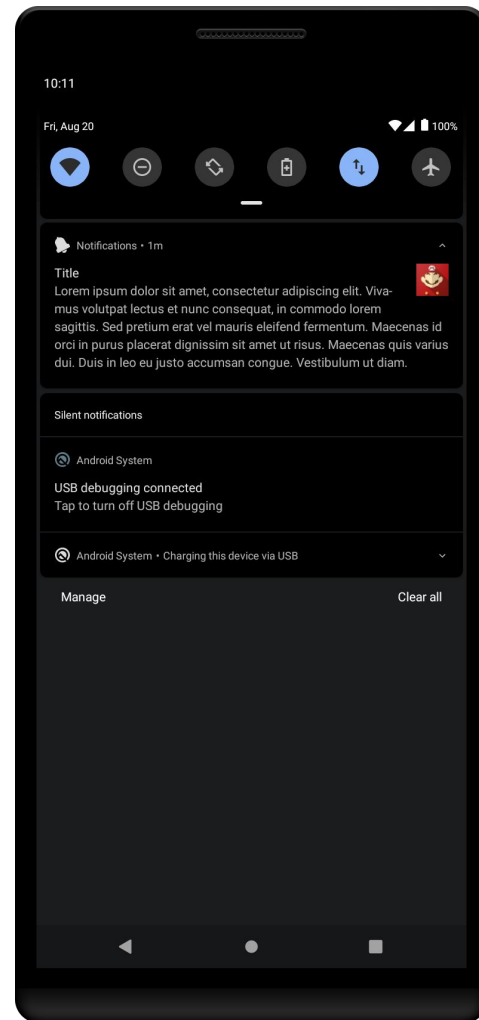 10:11
Fri, Aug 20
100%
Notifications • 1m
Title
Lorem ipsum dolor sit amet, consectetur adipiscing elit. Viva-
mus volutpat lectus et nunc consequat, in commodo lorem
sagittis. Sed pretium erat vel mauris eleifend fermentum. Maecenas id
orci in purus placerat dignissim sit amet ut risus. Maecenas quis varius
dui. Duis in leo eu justo accumsan congue. Vestibulum ut diam.
Silent notifications
Android System
USB debugging connected
Tap to turn off USB debugging
Android System • Charging this device via USB
Manage
Clear all